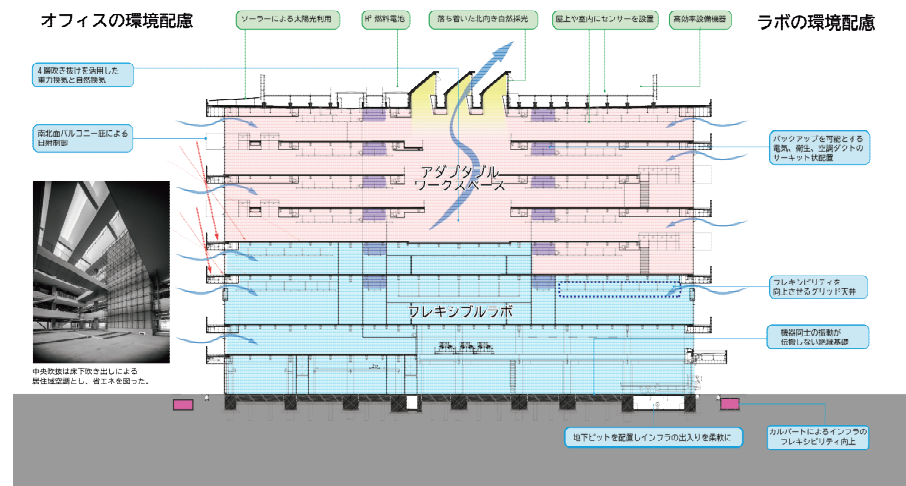 オフィスの環境配慮
ソーラーによる太陽光利用
H² 燃料電池
落ち着いた北向き自然採光
屋上や室内にセンサーを設置
高効率設備機器
ラボの環境配慮
4層吹き抜けを活用した
重力換気と自然換気
南北面バルコニー庇による
日射制御
バックアップを可能とする
電気、衛生、空調ダクトの
サーキット状配置
アダプタブル
ワークスペース
フレキシビリティを
向上させるグリッド天井
フレキシブルラボ
機器同士の振動が
伝搬しない絶縁基礎
中央吹抜は床下吹き出しによる
居住域空調とし、省エネを図った。
地下ピットを配置しインフラの出入りを柔軟に
カルバートによるインフラの
フレキシビリティ向上